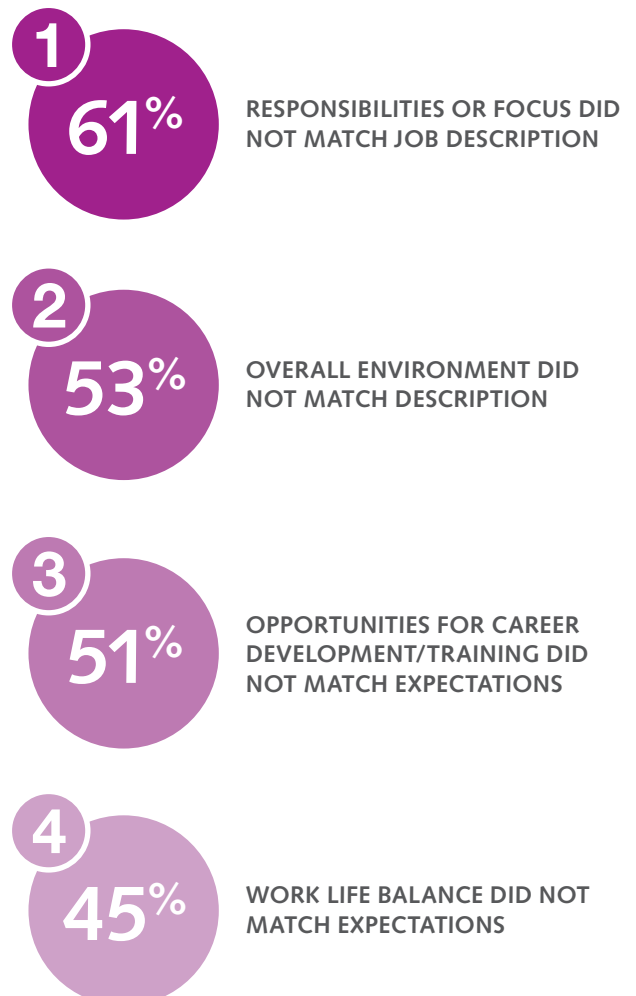 1
61%
RESPONSIBILITIES OR FOCUS DID
NOT MATCH JOB DESCRIPTION
2
53%
OVERALL ENVIRONMENT DID
NOT MATCH DESCRIPTION
3
51%
OPPORTUNITIES FOR CAREER
DEVELOPMENT/TRAINING DID
NOT MATCH EXPECTATIONS
4
45%
WORK LIFE BALANCE DID NOT
MATCH EXPECTATIONS